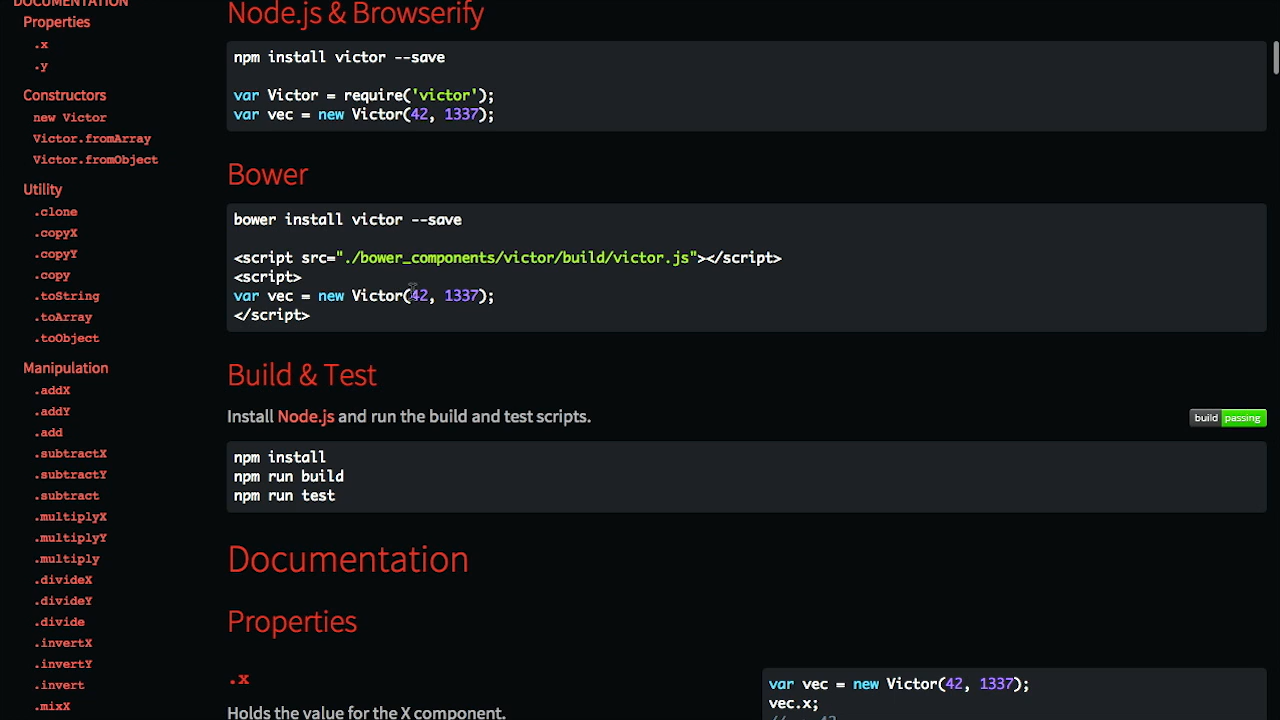 DOCUMENTATION
Properties
.x
.y
Constructors
new Victor
Victor.fromArray
Victor.fromObject
Utility
.clone
.copyX
.copyY
.copy
.toString
.toArray
.toObject
Manipulation
.addX
.addY
.add
.subtractX
.subtractY
.subtract
.multiplyX
.multiplyY
.multiply
.divideX
.divideY
.divide
.invertX
.invertY
.invert
.mixX
Node.js & Browserify
npm install victor --save
var Victor = require('victor');
var vec = new Victor(42, 1337);
Bower
bower install victor --save
<script src="./bower_components/victor/build/victor.js"></script>
<script>
var vec = new Victor(42, 1337);
</script>
Build & Test
Install Node.js and run the build and test scripts.
build passing
npm install
npm run build
npm run test
Documentation
Properties
.x
Holds the value for the X component.
var vec = new Victor(42, 1337);
vec.x;